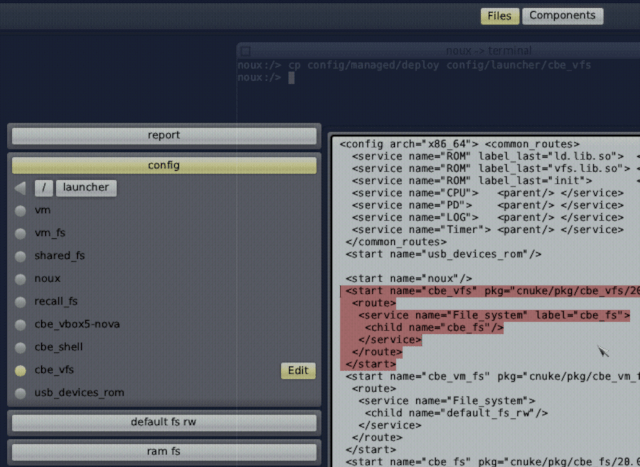 Files Components
noux -> terminal
noux:/> cp config/managed/deploy config/launcher/cbe_vfs
noux:/>
report
config
/ launcher
vm
vm_fs
shared_fs
noux
recall_fs
cbe_vbox5-nova
cbe_shell
cbe_vfs
Edit
usb_devices_rom
default fs rw
ram fs
<config arch="x86_64"> <common_routes>
<service name="ROM" label_last="ld.lib.so">
<service name="ROM" label_last="vfs.lib.so"> <
<service name="ROM" label_last="init">
<service name="CPU"> <parent/> </service>
<service name="PD"> <parent/> </service>
<service name="LOG"> <parent/> </service>
<service name="Timer"> <parent/> </service>
</common_routes>
<start name="usb_devices_rom"/>
<start name="noux"/>
<start name="cbe_vfs" pkg="cnuke/pkg/cbe_vfs/20
<route>
<service name="File_system" label="cbe_fs">
<child name="cbe_fs"/>
</service>
</route>
</start>
<start name="cbe_vm_fs" pkg="cnuke/pkg/cbe_vm_f
<route>
<service name="File_system">
<child name="default_fs_rw"/>
</service>
</route>
</start>
<start name="cbe_fs" pkg="cnuke/pkg/cbe_fs/20.